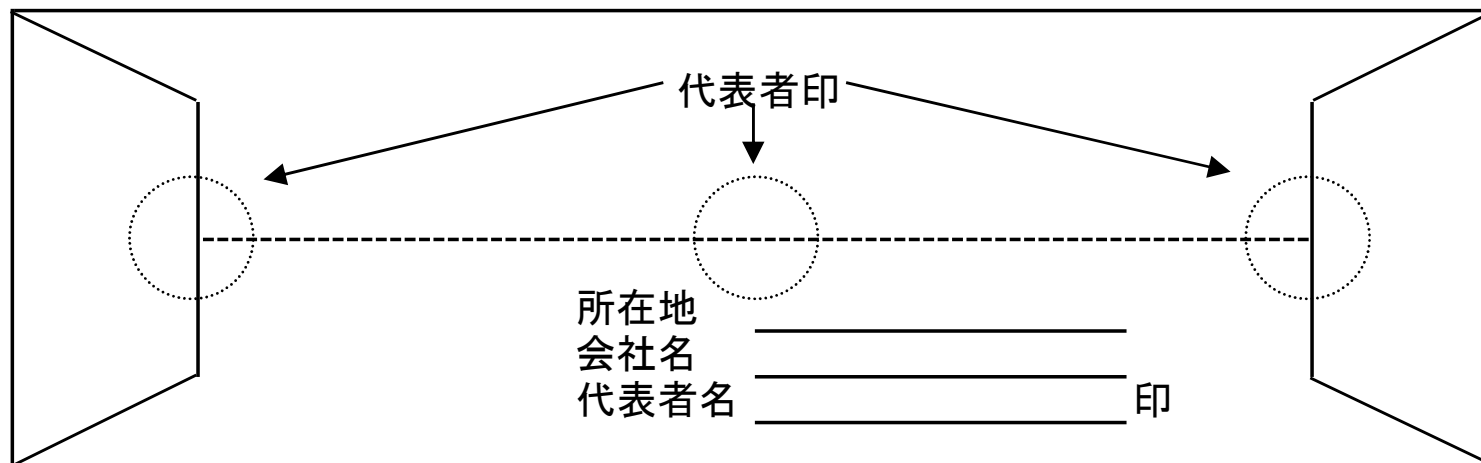 代表者印
所在地
会社名
代表者名 印